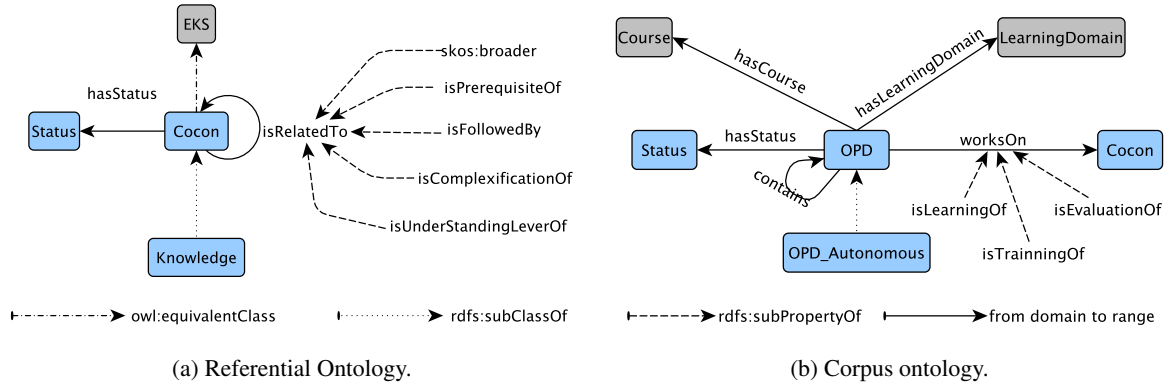 EKS
skos:broader
isPrerequisiteOf
hasStatus
Status
Cocon
isRelatedTo
isFollowedBy
isComplexificationOf
isUnderStandingLeverOf
Knowledge
owl:equivalentClass
rdfs:subClassOf
(a) Referential Ontology.
Course
LearningDomain
hasCourse
hasLearningDomain
hasStatus
Status
OPD
worksOn
Cocon
contains
isLearningOf
isEvaluationOf
isTrainningOf
OPD_Autonomous
rdfs:subPropertyOf
from domain to range
(b) Corpus ontology.